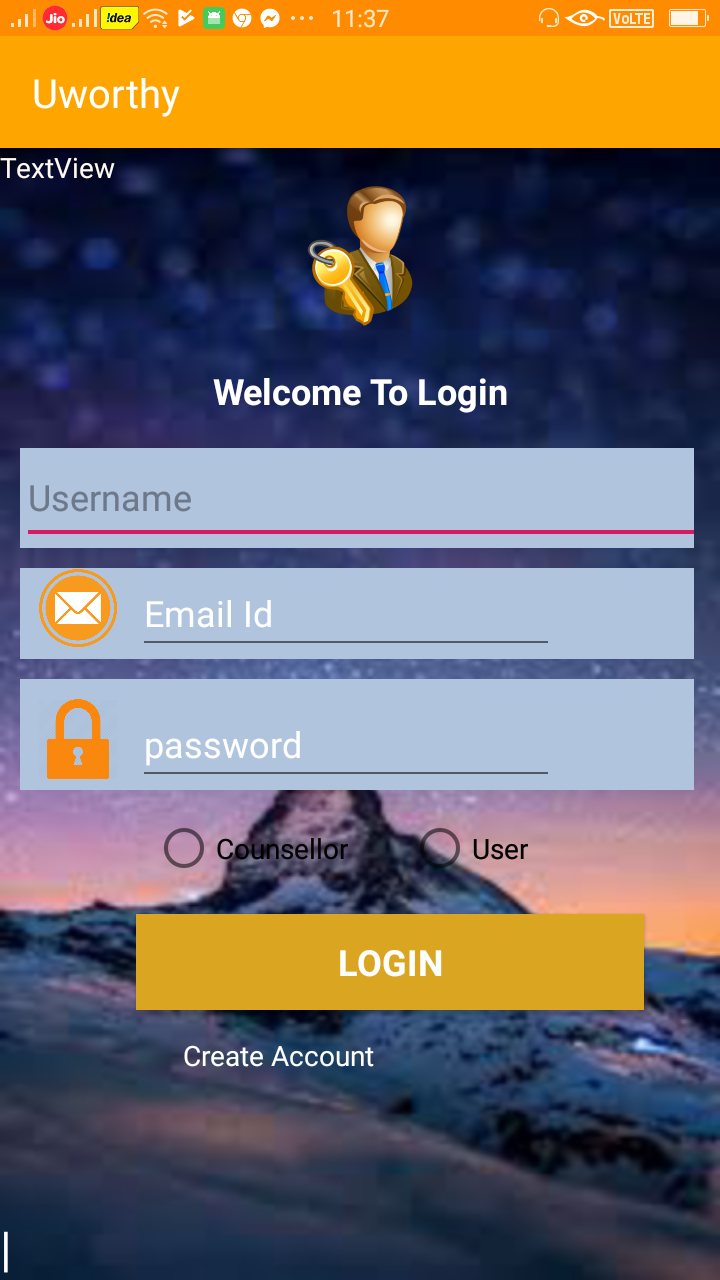 Jio !dea 11:37 VoLTE
Uworthy
TextView
Welcome To Login
Username
Email Id
password
Counsellor User
LOGIN
Create Account